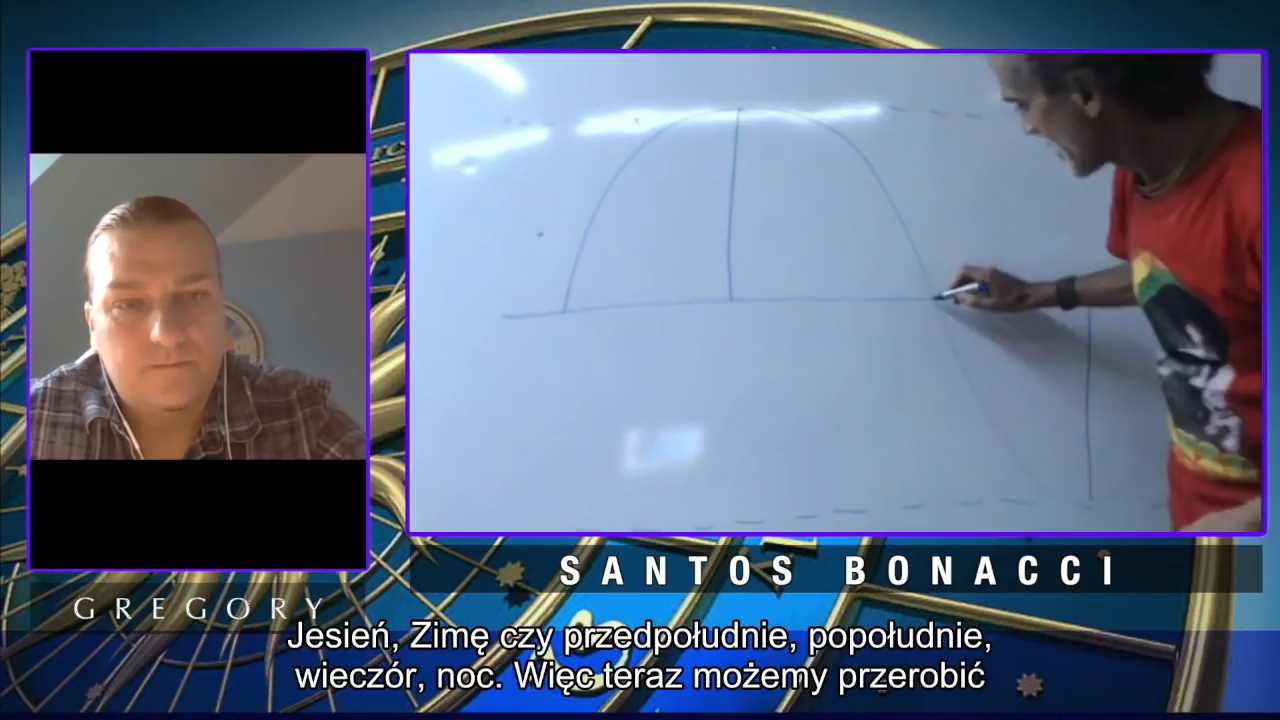 SANTOS BONACCI
GREGORY
Jesień, Zimę czy przedpołudnie, popołudnie,
wieczór, noc. Więc teraz możemy przerobić